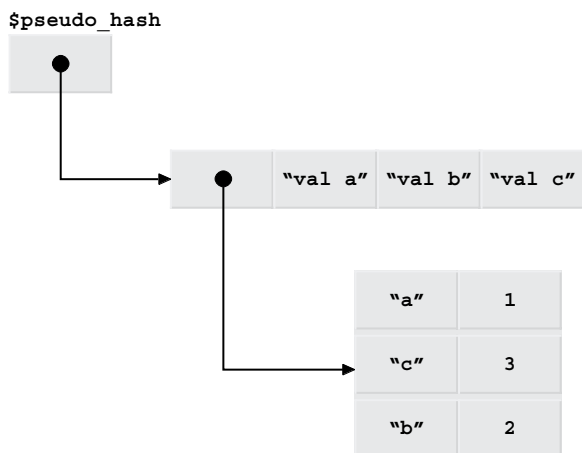 $pseudo_hash
“val a” “val b” “val c”
“a” 1
“c” 3
“b” 2